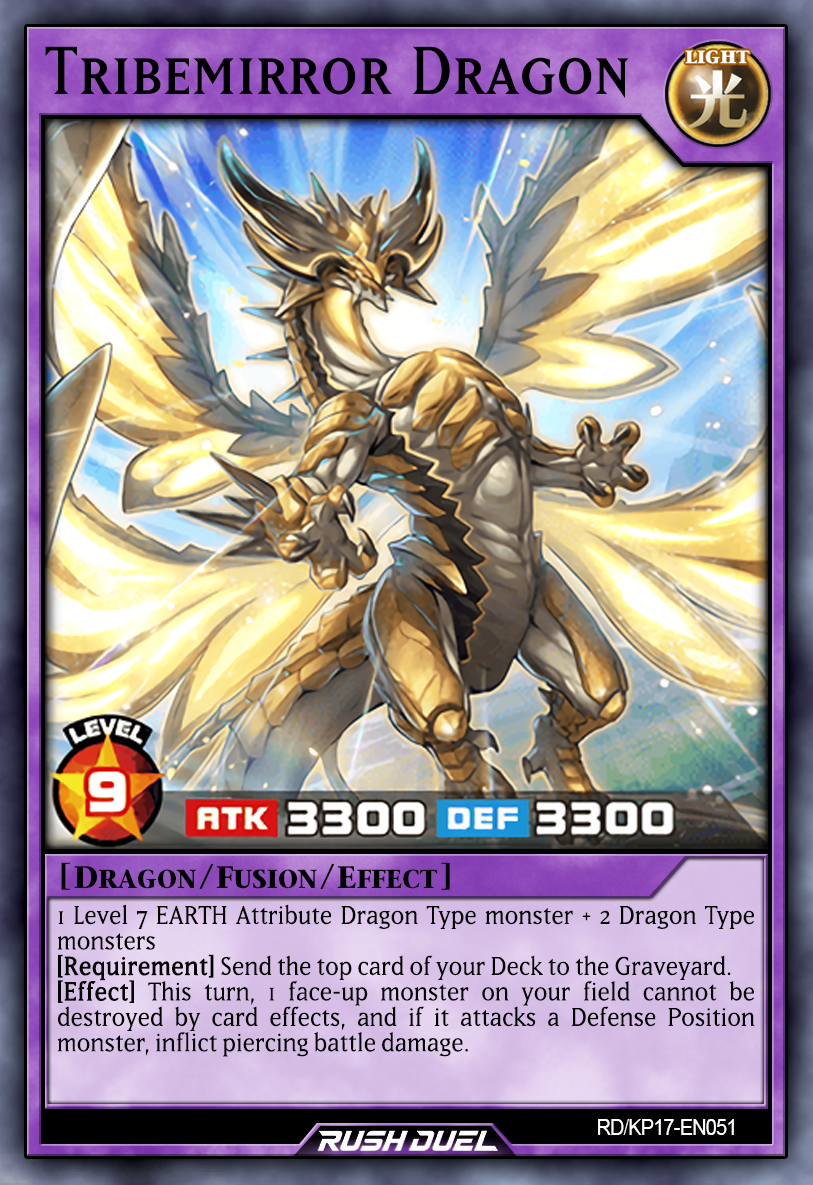 TRIBEMIRROR DRAGON
LIGHT
光
LEVEL
9
ATK 3300 DEF 3300
[DRAGON/FUSION/EFFECT]
1 Level 7 EARTH Attribute Dragon Type monster + 2 Dragon Type
monsters
[Requirement] Send the top card of your Deck to the Graveyard.
[Effect] This turn, 1 face-up monster on your field cannot be
destroyed by card effects, and if it attacks a Defense Position
monster, inflict piercing battle damage.
RD/KP17-EN051
RUSH DUEL